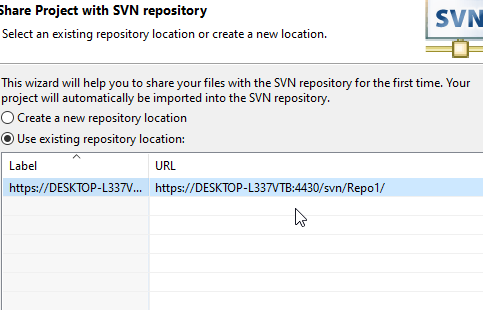 Share Project with SVN repository
Select an existing repository location or create a new location.
SVN
This wizard will help you to share your files with the SVN repository for the first time. Your
project will automatically be imported into the SVN repository.
Create a new repository location
Use existing repository location:
Label URL
https://DESKTOP-L337V... https://DESKTOP-L337VTB:4430/svn/Repo1/